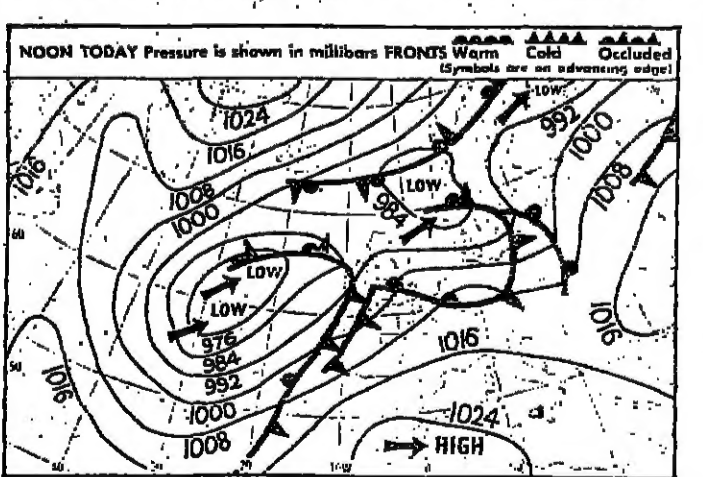 NOON TODAY Pressure is shown in millibars FRONTS Warm Cold Occluded
(Symbols are on advancing edge)
LOW
1024
992
1016
1000
1016
1008
1008
LOW
1000
984
60
LOW
LOW
976
1016
984
1016
50
992
1016
1000
1024
1008
HIGH